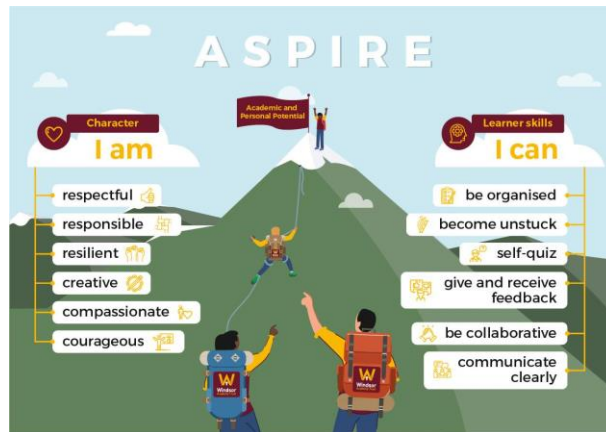 ASPIRE
Academic and
Personal Potential
Character
I am
respectful
responsible
resilient
creative
compassionate
courageous
Learner skills
I can
be organised
become unstuck
self-quiz
give and receive
feedback
be collaborative
communicate
clearly
Windsor
Windsor